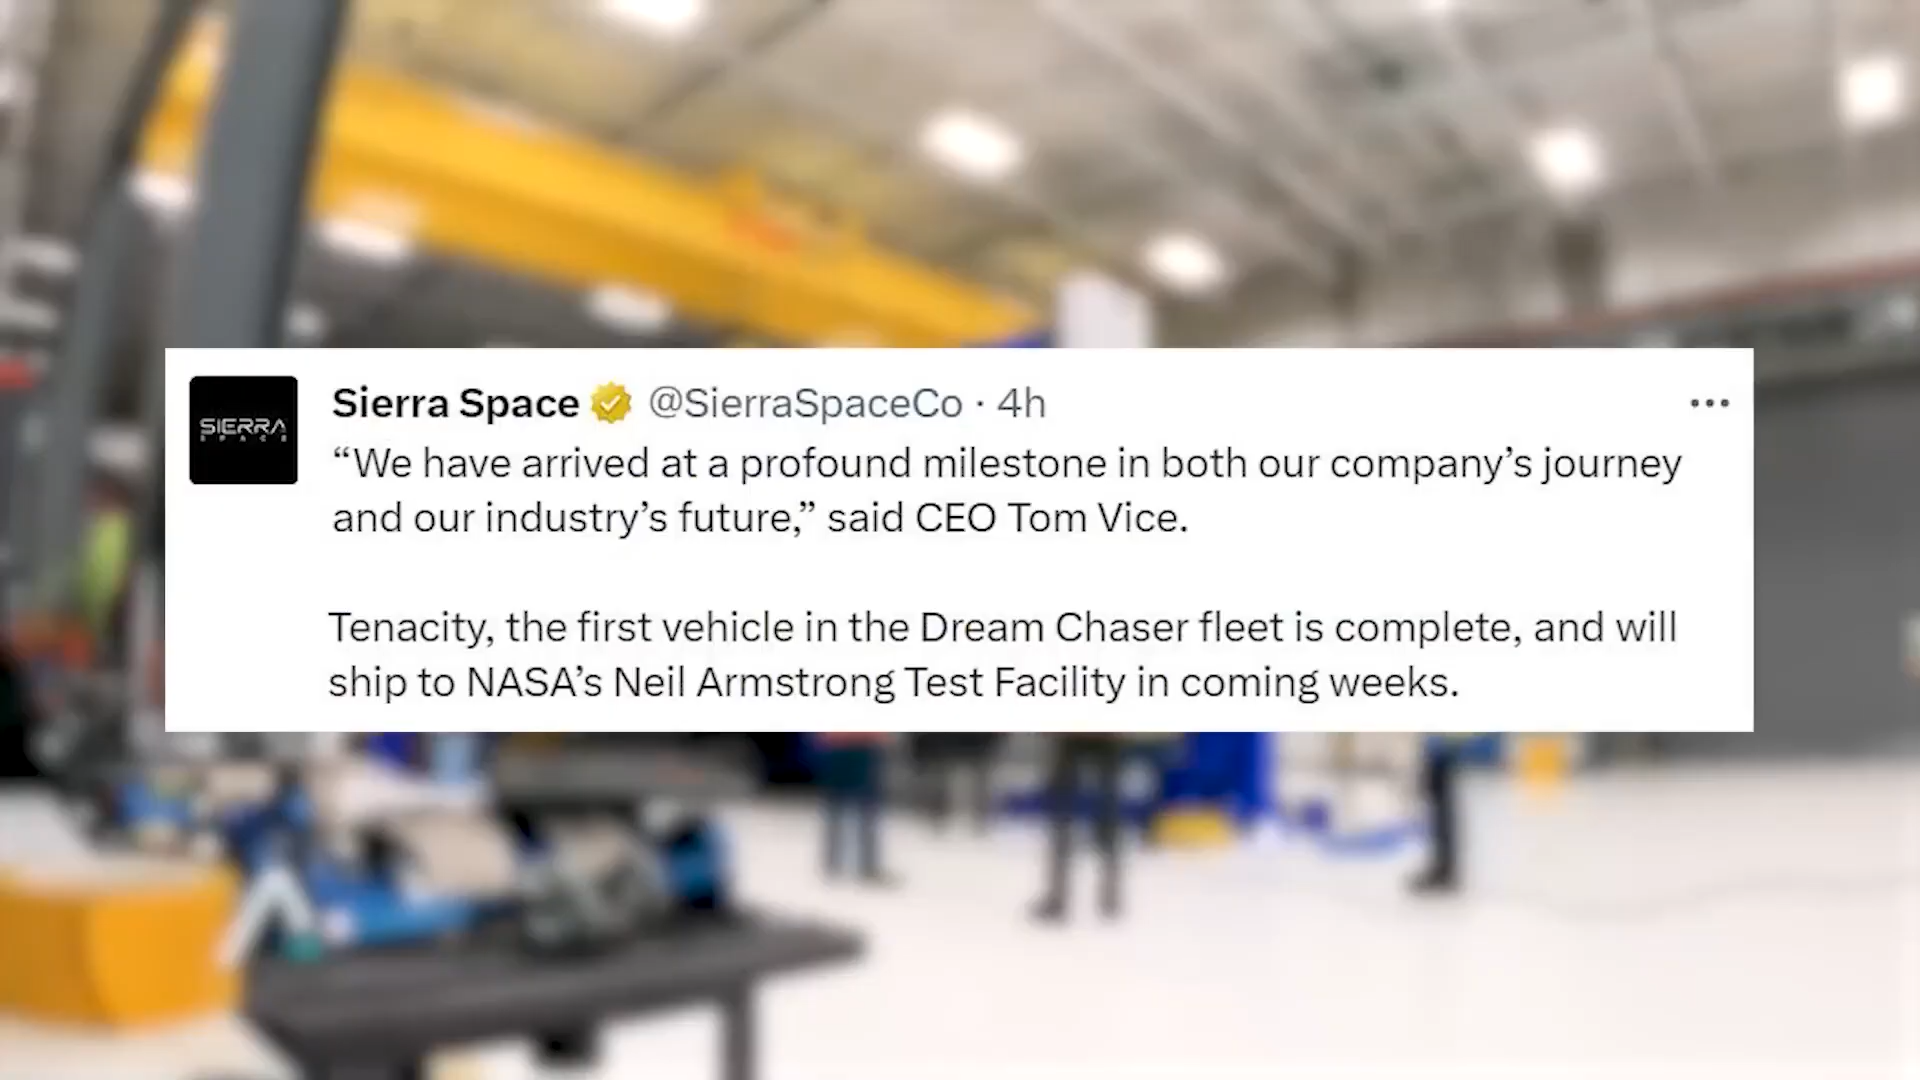 SIERRA
SPACE
Sierra Space @SierraSpaceCo · 4h
“We have arrived at a profound milestone in both our company’s journey
and our industry’s future,” said CEO Tom Vice.
Tenacity, the first vehicle in the Dream Chaser fleet is complete, and will
ship to NASA’s Neil Armstrong Test Facility in coming weeks.